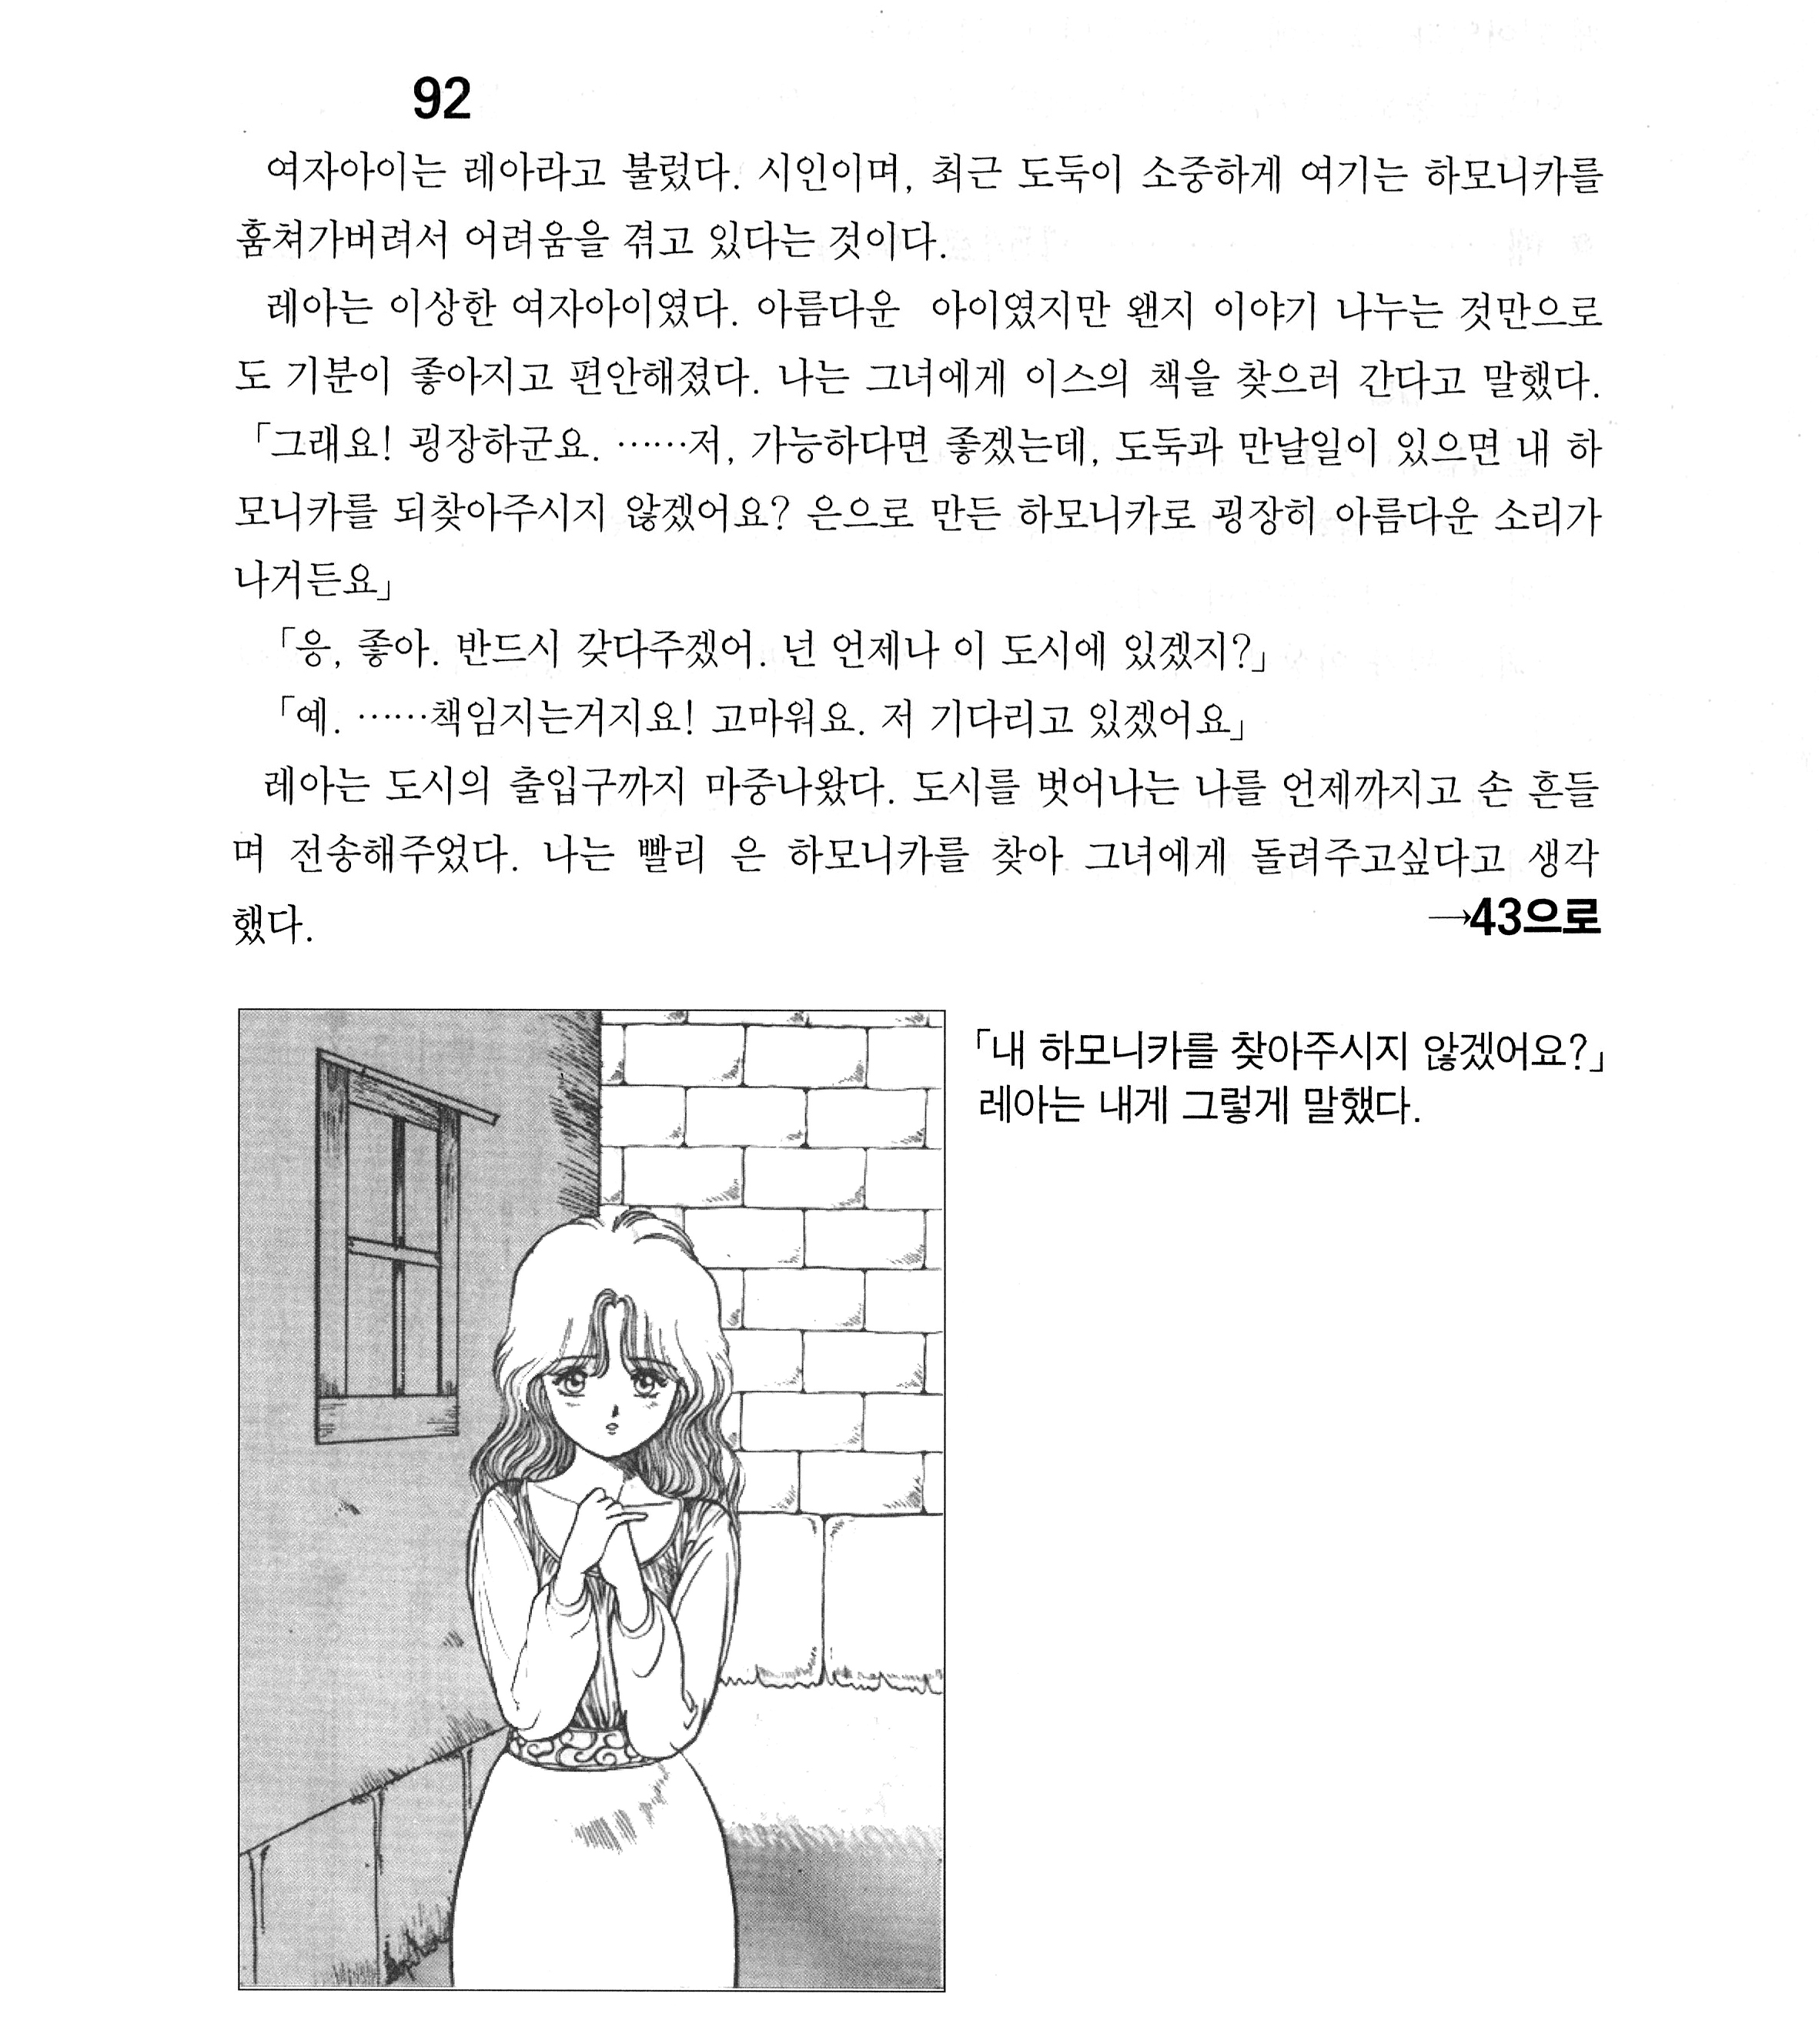 92
여자아이는 레아라고 불렀다. 시인이며, 최근 도둑이 소중하게 여기는 하모니카를
훔쳐가버려서 어려움을 겪고 있다는 것이다.
레아는 이상한 여자아이였다. 아름다운 아이였지만 왠지 이야기 나누는 것만으로
도 기분이 좋아지고 편안해졌다. 나는 그녀에게 이스의 책을 찾으러 간다고 말했다.
「그래요! 굉장하군요. ……저, 가능하다면 좋겠는데, 도둑과 만날일이 있으면 내 하
모니카를 되찾아주시지 않겠어요? 은으로 만든 하모니카로 굉장히 아름다운 소리가
나거든요」
「응, 좋아. 반드시 갖다주겠어. 넌 언제나 이 도시에 있겠지?」
「예. ……책임지는거지요! 고마워요. 저 기다리고 있겠어요」
레아는 도시의 출입구까지 마중나왔다. 도시를 벗어나는 나를 언제까지고 손 흔들
며 전송해주었다. 나는 빨리 은 하모니카를 찾아 그녀에게 돌려주고싶다고 생각
했다. →43으로
「내 하모니카를 찾아주시지 않겠어요?」
레아는 내게 그렇게 말했다.